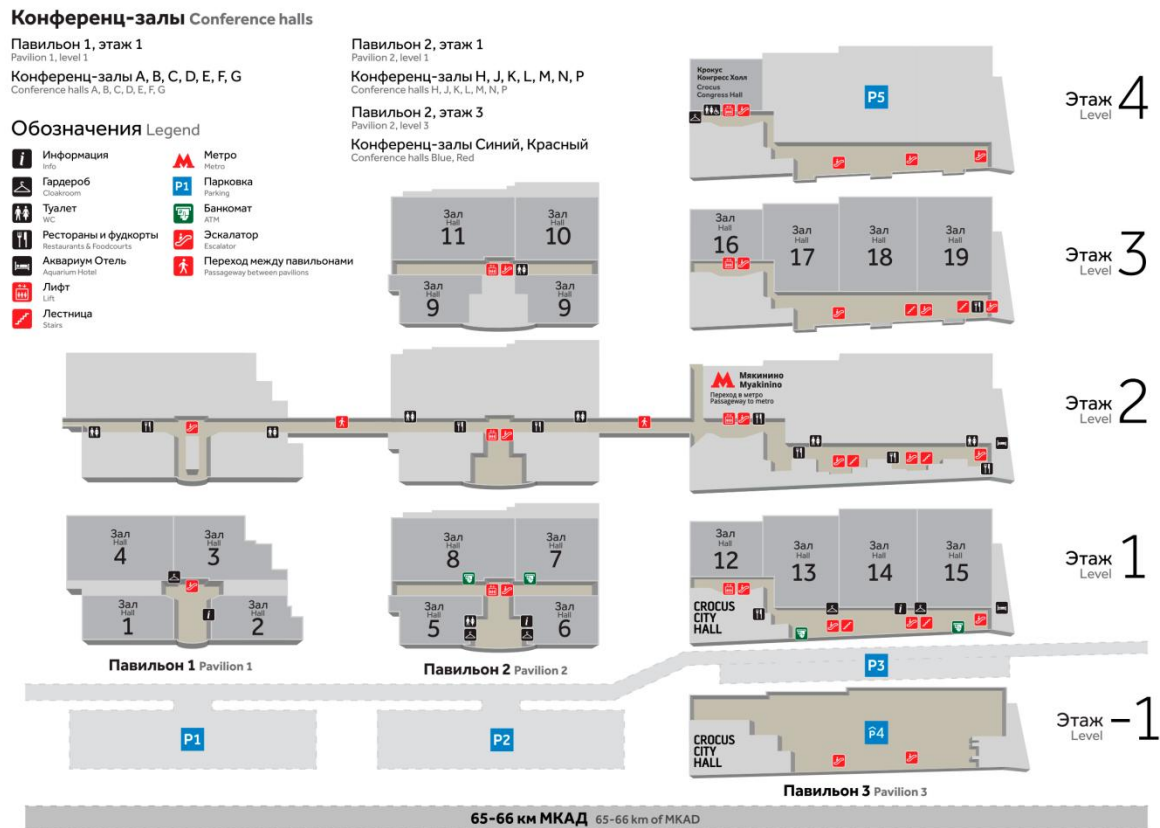 Конференц-залы Conference halls
Павильон 1, этаж 1
Pavilion 1, level 1
Конференц-залы A, B, C, D, E, F, G
Conference halls A, B, C, D, E, F, G
Павильон 2, этаж 1
Pavilion 2, level 1
Конференц-залы H, J, K, L, M, N, P
Conference halls H, J, K, L, M, N, P
Павильон 2, этаж 3
Pavilion 2, level 3
Конференц-залы Синий, Красный
Conference halls Blue, Red
Обозначения Legend
i Информация
Info
Гардероб
Cloakroom
Туалет
WC
Рестораны и фудкорты
Restaurants & Foodcourts
Аквариум Отель
Aquarium Hotel
Лифт
Lift
Лестница
Stairs
Метро
Metro
P1 Парковка
Parking
Банкомат
ATM
Эскалатор
Escalator
Переход между павильонами
Passageway between pavilions
Крокус
Конгресс Холл
Crocus
Congress Hall
P5
Этаж 4
Level
Зал
Hall
11
Зал
Hall
10
Зал
Hall
9
Зал
Hall
9
Зал
Hall
16
Зал
Hall
17
Зал
Hall
18
Зал
Hall
19
Этаж 3
Level
Мякинино
Myakinino
Переход в метро
Passageway to metro
Этаж 2
Level
Зал
Hall
4
Зал
Hall
3
Зал
Hall
1
Зал
Hall
2
i
Павильон 1 Pavilion 1
Зал
Hall
8
Зал
Hall
7
Зал
Hall
5
Зал
Hall
6
i
Павильон 2 Pavilion 2
Зал
Hall
12
Зал
Hall
13
Зал
Hall
14
Зал
Hall
15
i
CROCUS
CITY
HALL
Этаж 1
Level
P3
P1
P2
CROCUS
CITY
HALL
P4
Этаж -1
Level
Павильон 3 Pavilion 3
65-66 км МКАД 65-66 km of MKAD